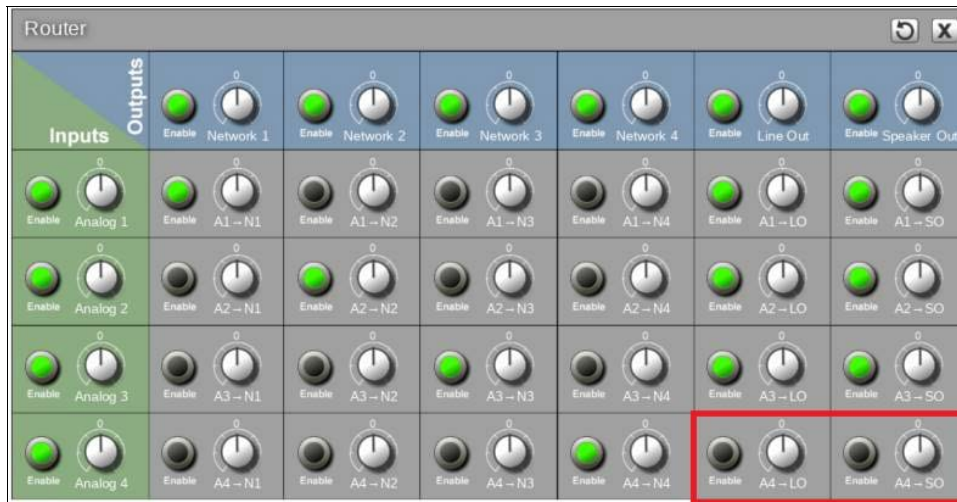 Router
X
Outputs
Inputs
0 0 0 0 0 0
Enable Network 1 Enable Network 2 Enable Network 3 Enable Network 4 Enable Line Out Enable Speaker Out
0 0 0 0 0 0 0
Enable Analog 1 Enable A1→N1 Enable A1→N2 Enable A1→N3 Enable A1→N4 Enable A1→LO Enable A1→SO
0 0 0 0 0 0 0
Enable Analog 2 Enable A2→N1 Enable A2→N2 Enable A2→N3 Enable A2→N4 Enable A2→LO Enable A2→SO
0 0 0 0 0 0 0
Enable Analog 3 Enable A3→N1 Enable A3→N2 Enable A3→N3 Enable A3→N4 Enable A3→LO Enable A3→SO
0 0 0 0 0 0 0
Enable Analog 4 Enable A4→N1 Enable A4→N2 Enable A4→N3 Enable A4→N4 Enable A4→LO Enable A4→SO